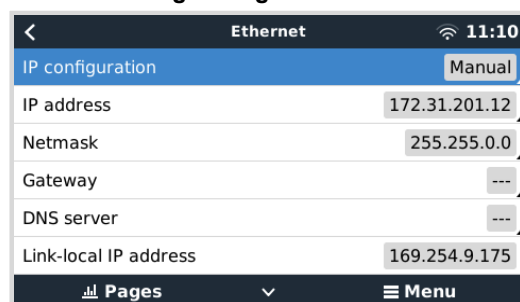 Ethernet 11:10
IP configuration Manual
IP address 172.31.201.12
Netmask 255.255.0.0
Gateway ---
DNS server ---
Link-local IP address 169.254.9.175
Pages Menu